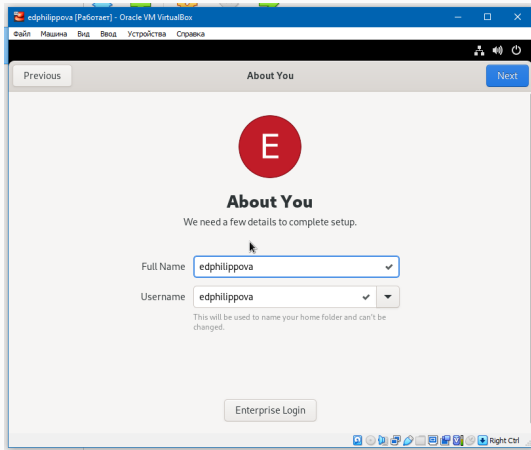 edphilippova [Работает] - Oracle VM VirtualBox
Файл Машина Вид Ввод Устройства Справка
Previous About You Next
E
About You
We need a few details to complete setup.
Full Name edphilippova
Username edphilippova
This will be used to name your home folder and can't be
changed.
Enterprise Login
Right Ctrl